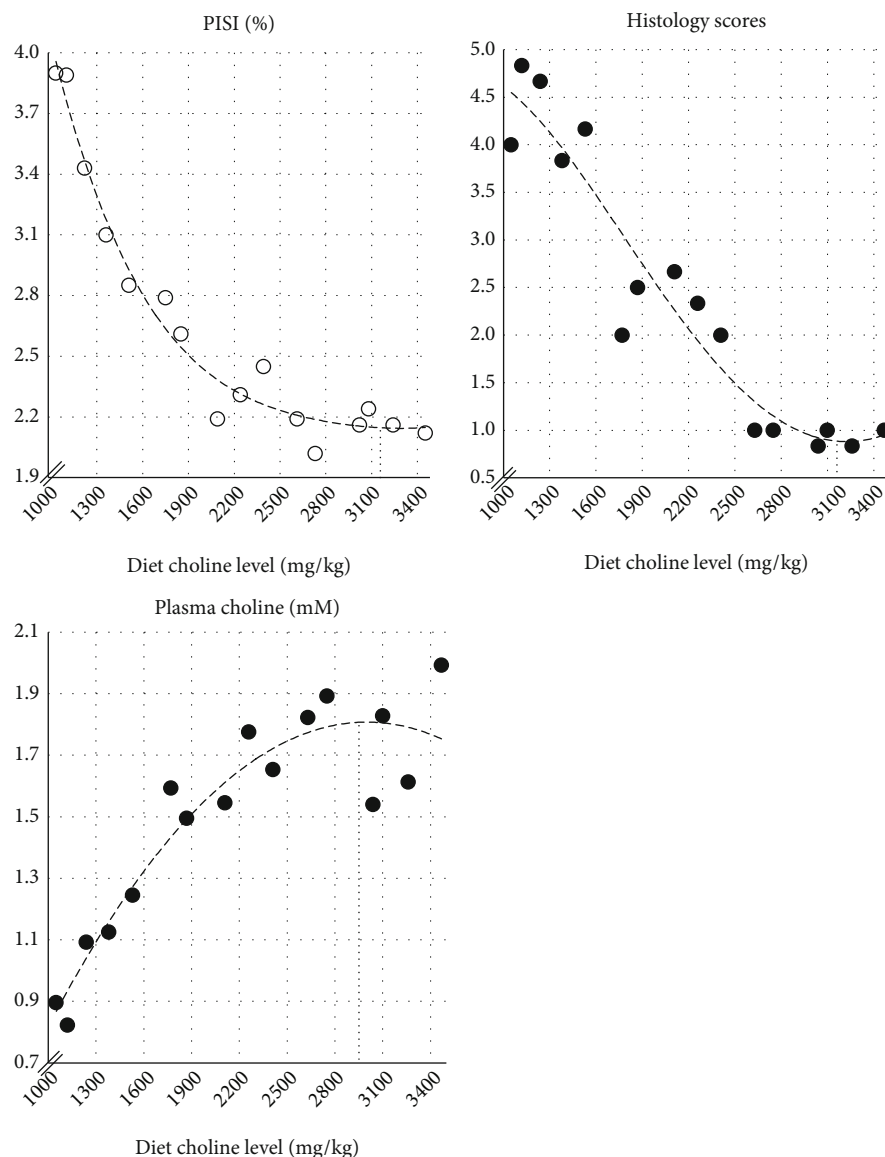 PISI (%)
4.0
3.7
3.4
3.1
2.8
2.5
2.2
1.9
1000 1300 1600 1900 2200 2500 2800 3100 3400
Diet choline level (mg/kg)
Histology scores
5.0
4.5
4.0
3.5
3.0
2.5
2.0
1.5
1.0
0.5
1000 1300 1600 1900 2200 2500 2800 3100 3400
Diet choline level (mg/kg)
Plasma choline (mM)
2.1
1.9
1.7
1.5
1.3
1.1
0.9
0.7
1000 1300 1600 1900 2200 2500 2800 3100 3400
Diet choline level (mg/kg)